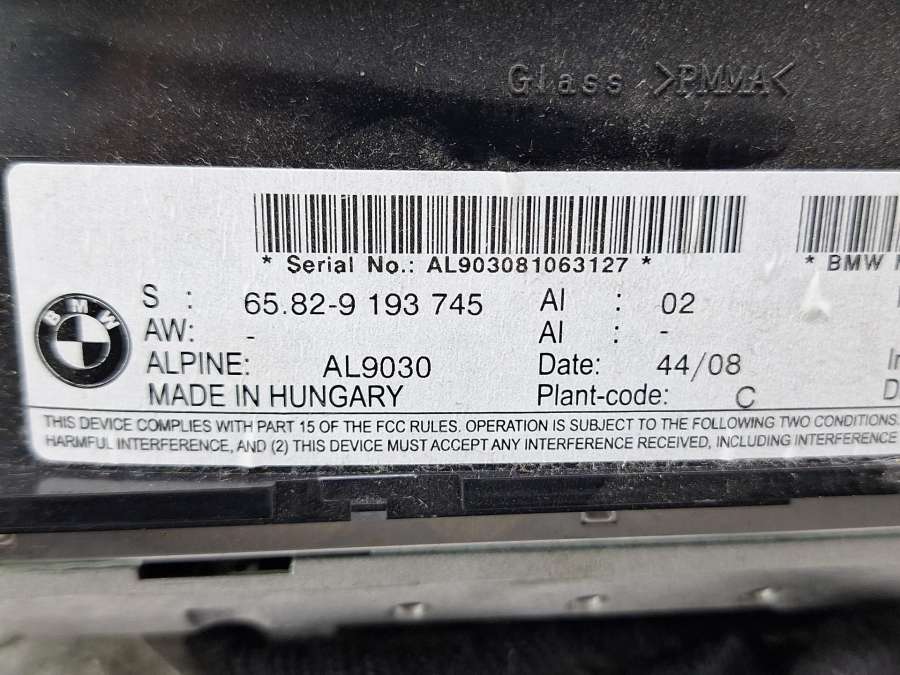 Glass >PMMA<
* Serial No.: AL903081063127 *
* BMW
BMW
S : 65.82-9 193 745 AI : 02
AW: - AI : -
ALPINE: AL9030 Date: 44/08
MADE IN HUNGARY Plant-code: C
THIS DEVICE COMPLIES WITH PART 15 OF THE FCC RULES. OPERATION IS SUBJECT TO THE FOLLOWING TWO CONDITIONS.
HARMFUL INTERFERENCE, AND (2) THIS DEVICE MUST ACCEPT ANY INTERFERENCE RECEIVED, INCLUDING INTERFERENCE